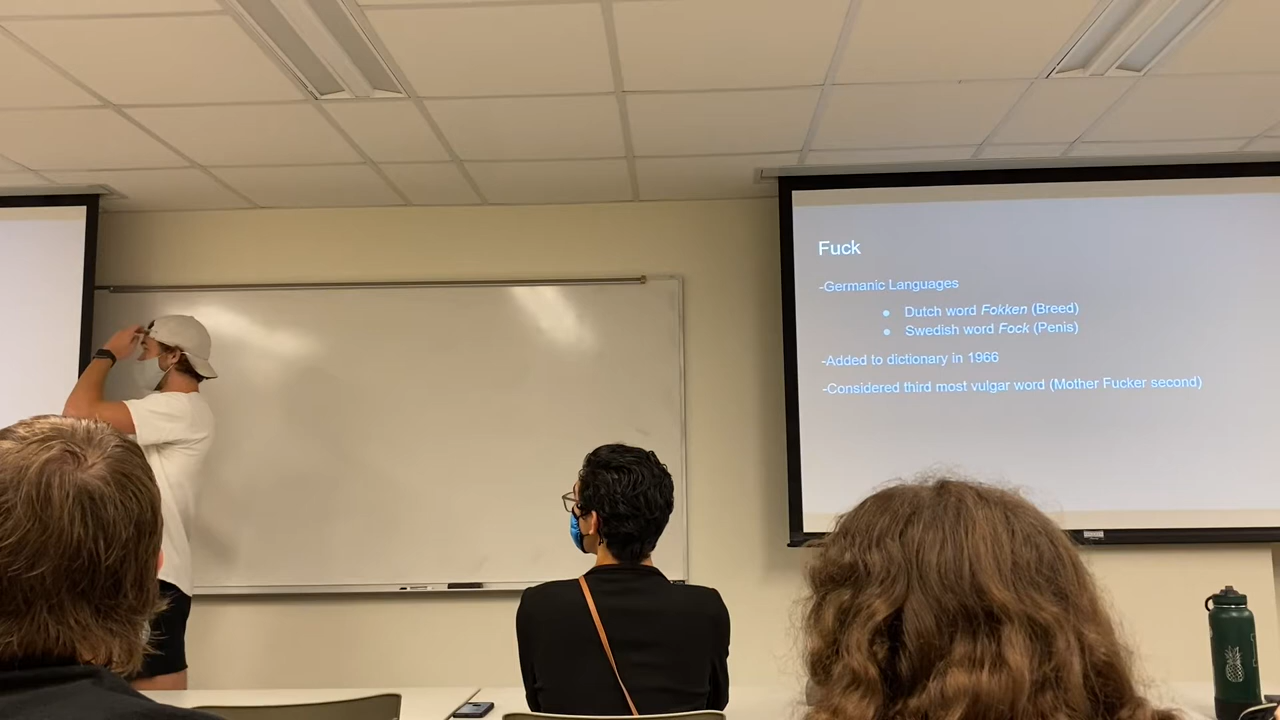 Fuck
-Germanic Languages
● Dutch word Fokken (Breed)
● Swedish word Fock (Penis)
-Added to dictionary in 1966
-Considered third most vulgar word (Mother Fucker second)